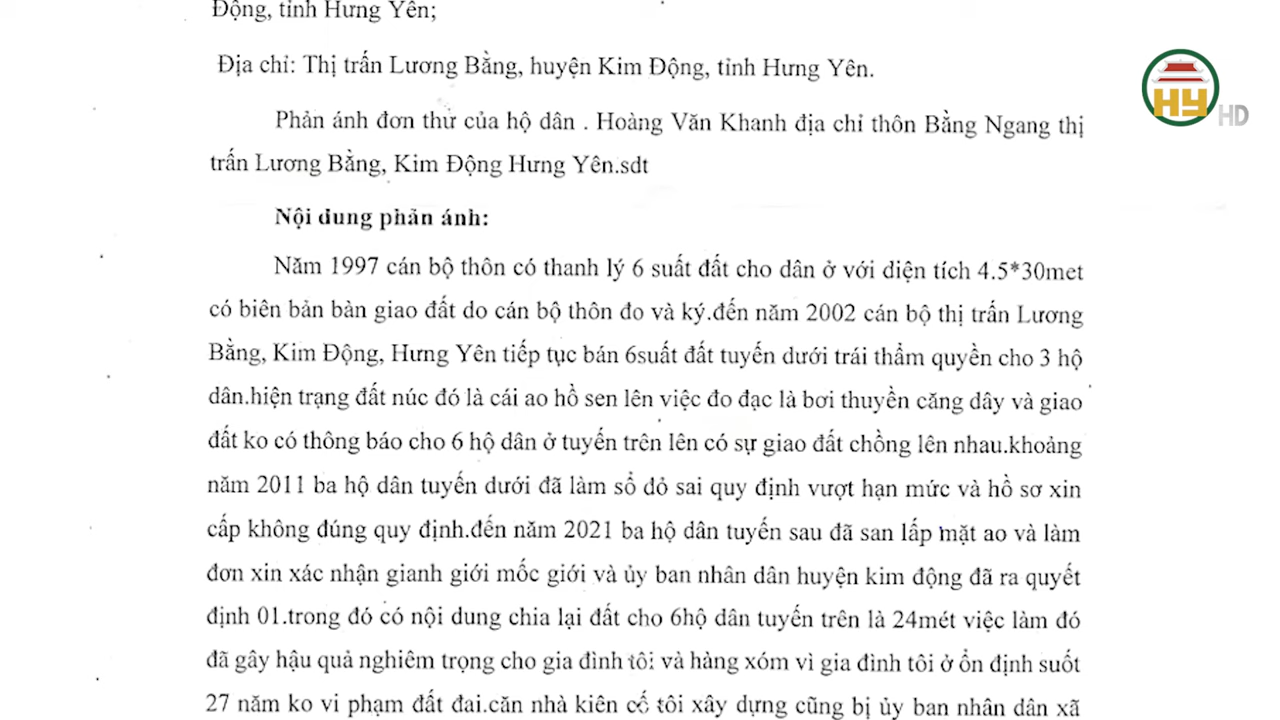 Động, tỉnh Hưng Yên;
Địa chỉ: Thị trấn Lương Bằng, huyện Kim Động, tỉnh Hưng Yên.
HY HD
Phản ánh đơn thử của hộ dân . Hoàng Văn Khanh địa chỉ thôn Bằng Ngang thị
trấn Lương Bằng, Kim Động Hưng Yên.sdt
Nội dung phản ánh:
Năm 1997 cán bộ thôn có thanh lý 6 suất đất cho dân ở với diện tích 4.5*30met
có biên bản bàn giao đất do cán bộ thôn đo và ký.đến năm 2002 cán bộ thị trấn Lương
Bằng, Kim Động, Hưng Yên tiếp tục bán 6suất đất tuyến dưới trái thẩm quyền cho 3 hộ
dân.hiện trạng đất núc đó là cái ao hồ sen lên việc đo đạc là bơi thuyền căng dây và giao
đất ko có thông báo cho 6 hộ dân ở tuyến trên lên có sự giao đất chồng lên nhau.khoảng
năm 2011 ba hộ dân tuyến dưới đã làm sổ đỏ sai quy định vượt hạn mức và hồ sơ xin
cấp không đúng quy định.đến năm 2021 ba hộ dân tuyến sau đã san lấp mặt ao và làm
đơn xin xác nhận gianh giới mốc giới và ủy ban nhân dân huyện kim động đã ra quyết
định 01.trong đó có nội dung chia lại đất cho 6hộ dân tuyến trên là 24mét việc làm đó
đã gây hậu quả nghiêm trọng cho gia đình tôi và hàng xóm vì gia đình tôi ở ổn định suốt
27 năm ko vi phạm đất đai.căn nhà kiên cố tôi xây dựng cũng bị ủy ban nhân dân xã